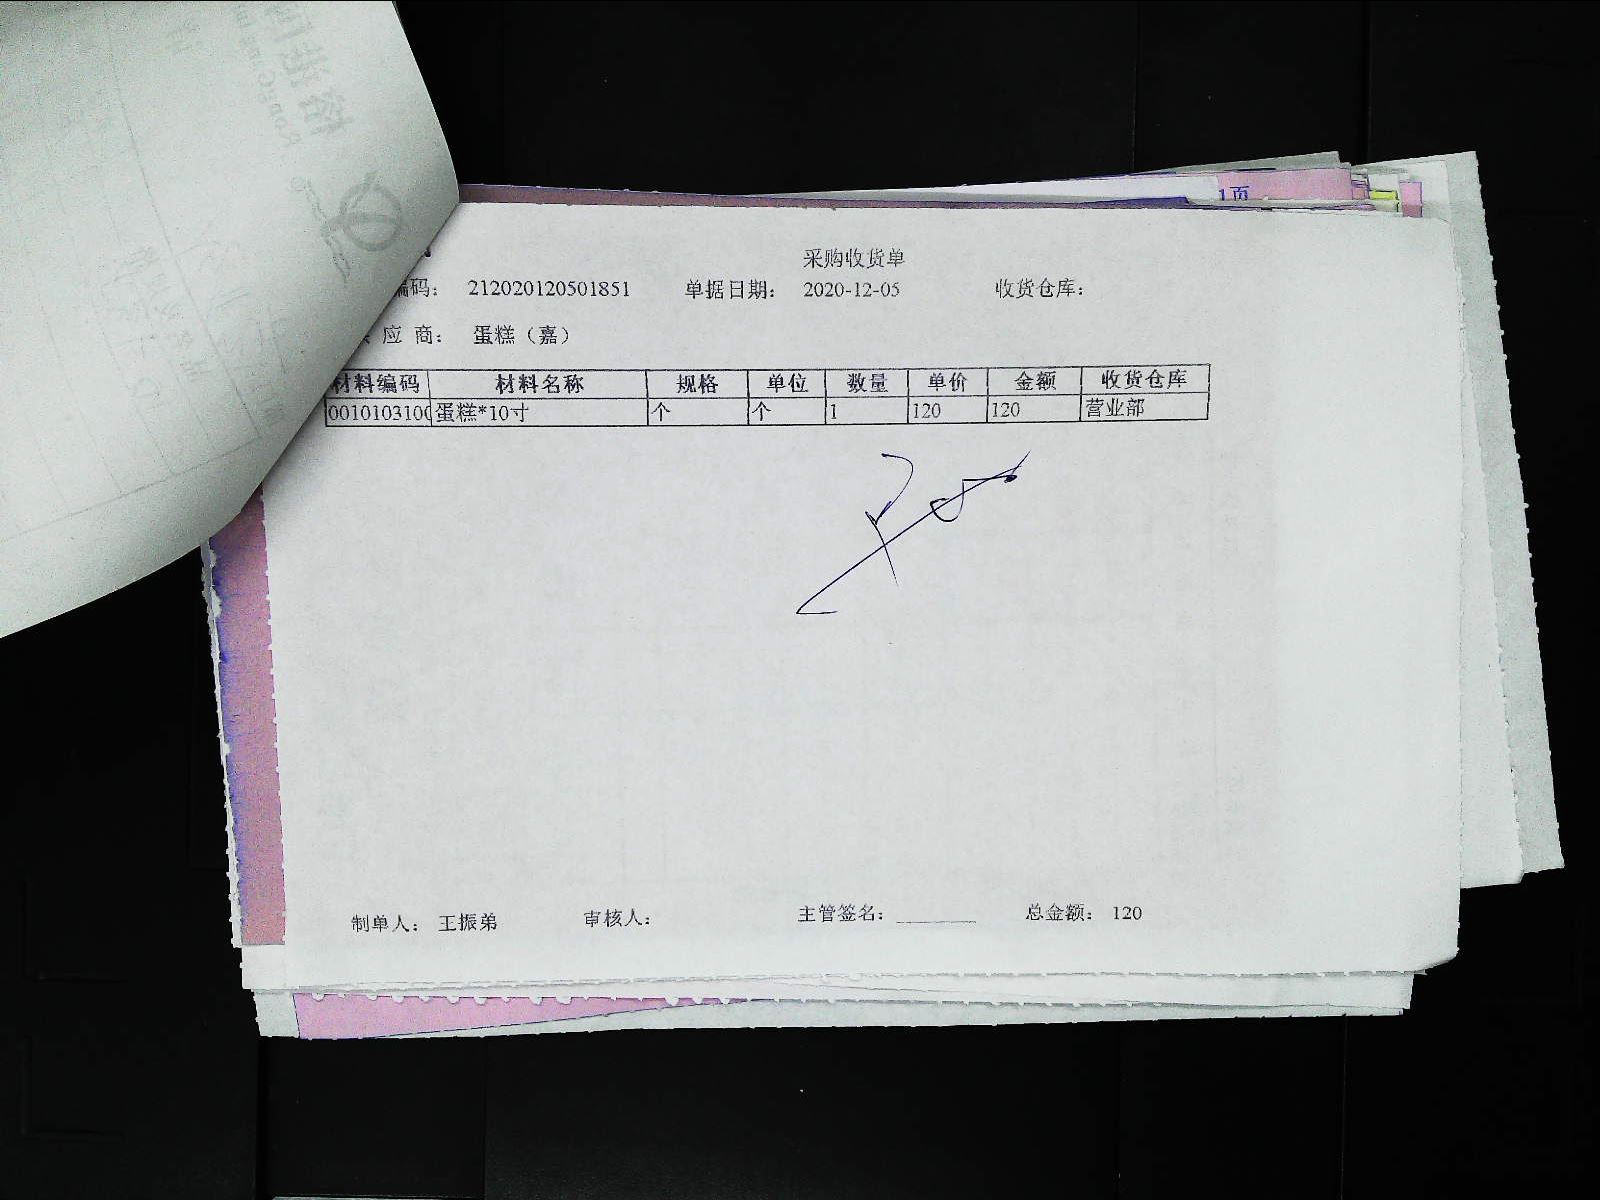 1页
采购收货单
编码： 212020120501851 单据日期： 2020-12-05 收货仓库：
应 商： 蛋糕（嘉）
材料编码 材料名称 规格 单位 数量 单价 金额 收货仓库
0010103100 蛋糕*10寸 个 个 1 120 120 营业部
制单人： 王振弟 审核人： 主管签名： ________ 总金额： 120